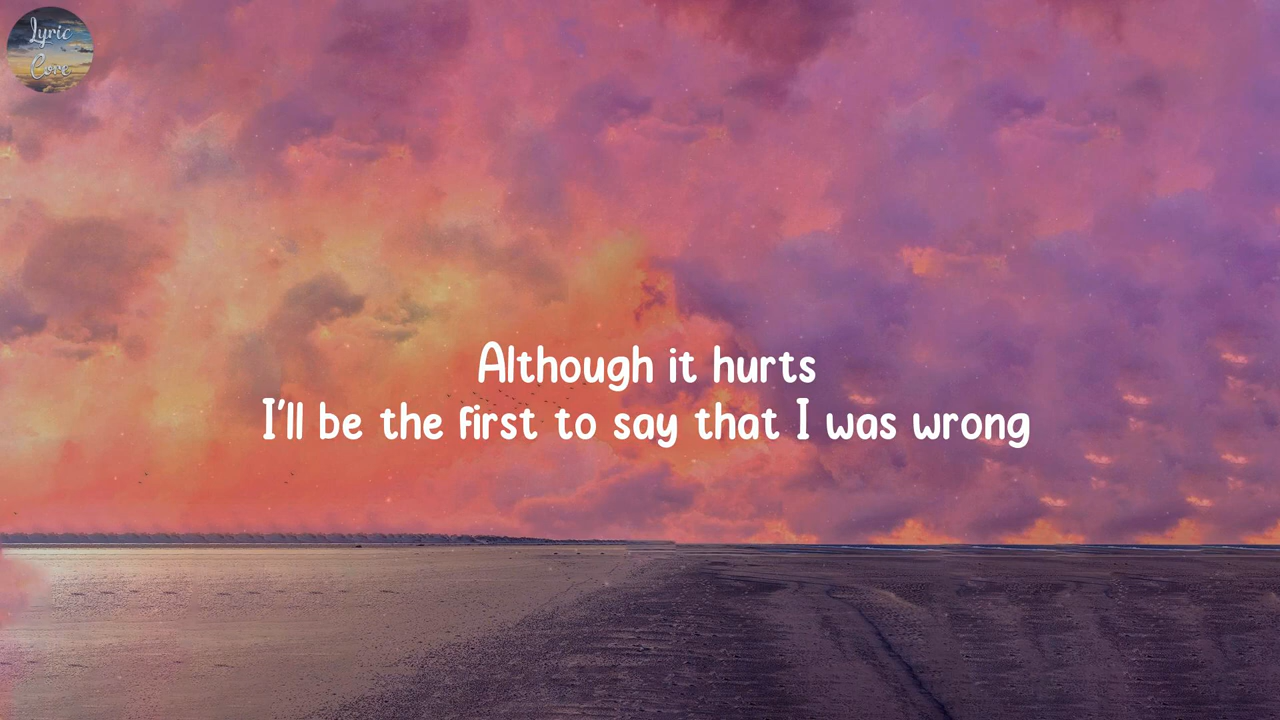 Lyric
Core
Although it hurts
I'll be the first to say that I was wrong